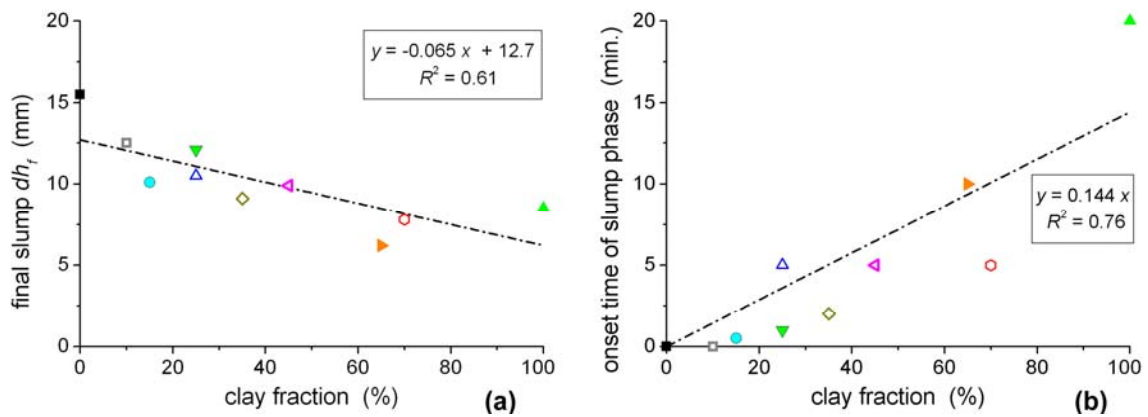 20
15
10
5
0
final slump dh_f (mm)
y = -0.065 x + 12.7
R² = 0.61
0 20 40 60 80 100
clay fraction (%)
(a)
20
15
10
5
0
onset time of slump phase (min.)
y = 0.144 x
R² = 0.76
0 20 40 60 80 100
clay fraction (%)
(b)